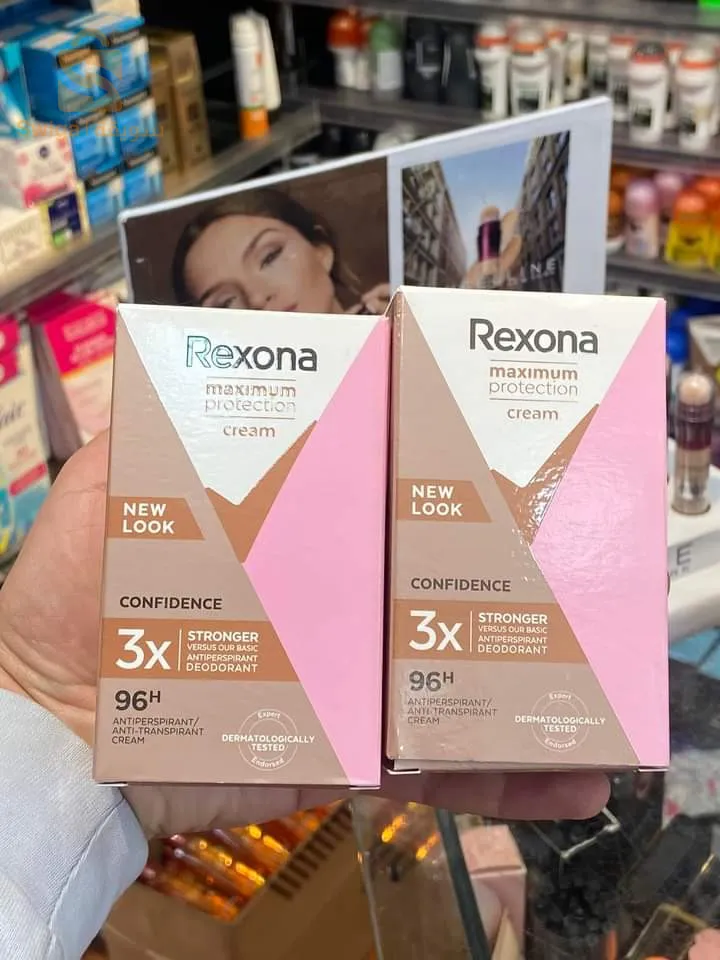 Rexona
maximum
protection
cream
NEW
LOOK
CONFIDENCE
3x
STRONGER
VERSUS OUR BASIC
ANTIPERSPIRANT
DEODORANT
96H
ANTIPERSPIRANT/
ANTI-TRANSPIRANT
CREAM
Expert
DERMATOLOGICALLY
TESTED
Endorsed
Rexona
maximum
protection
cream
NEW
LOOK
CONFIDENCE
3x
STRONGER
VERSUS OUR BASIC
ANTIPERSPIRANT
DEODORANT
96H
ANTIPERSPIRANT/
ANTI-TRANSPIRANT
CREAM
Expert
DERMATOLOGICALLY
TESTED
Endorsed